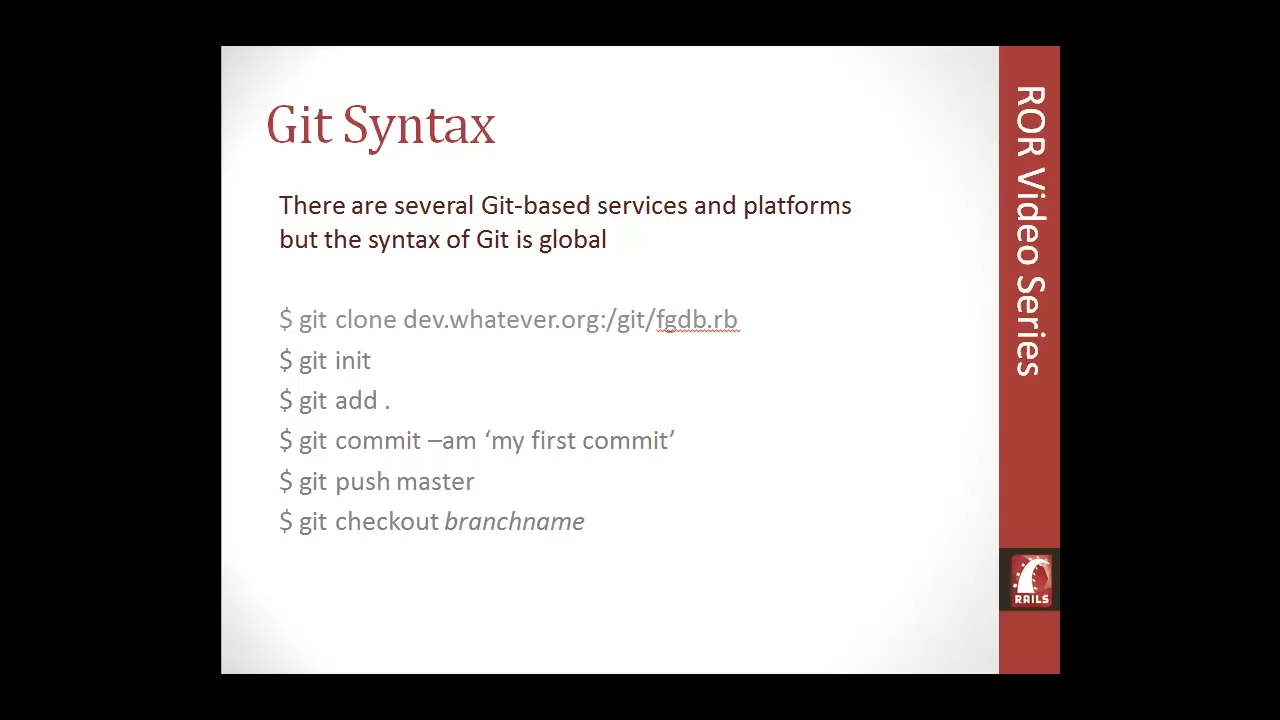 Git Syntax
There are several Git-based services and platforms
but the syntax of Git is global
$ git clone dev.whatever.org:/git/fgdb.rb
$ git init
$ git add .
$ git commit –am ‘my first commit’
$ git push master
$ git checkout branchname
ROR Video Series
RAILS